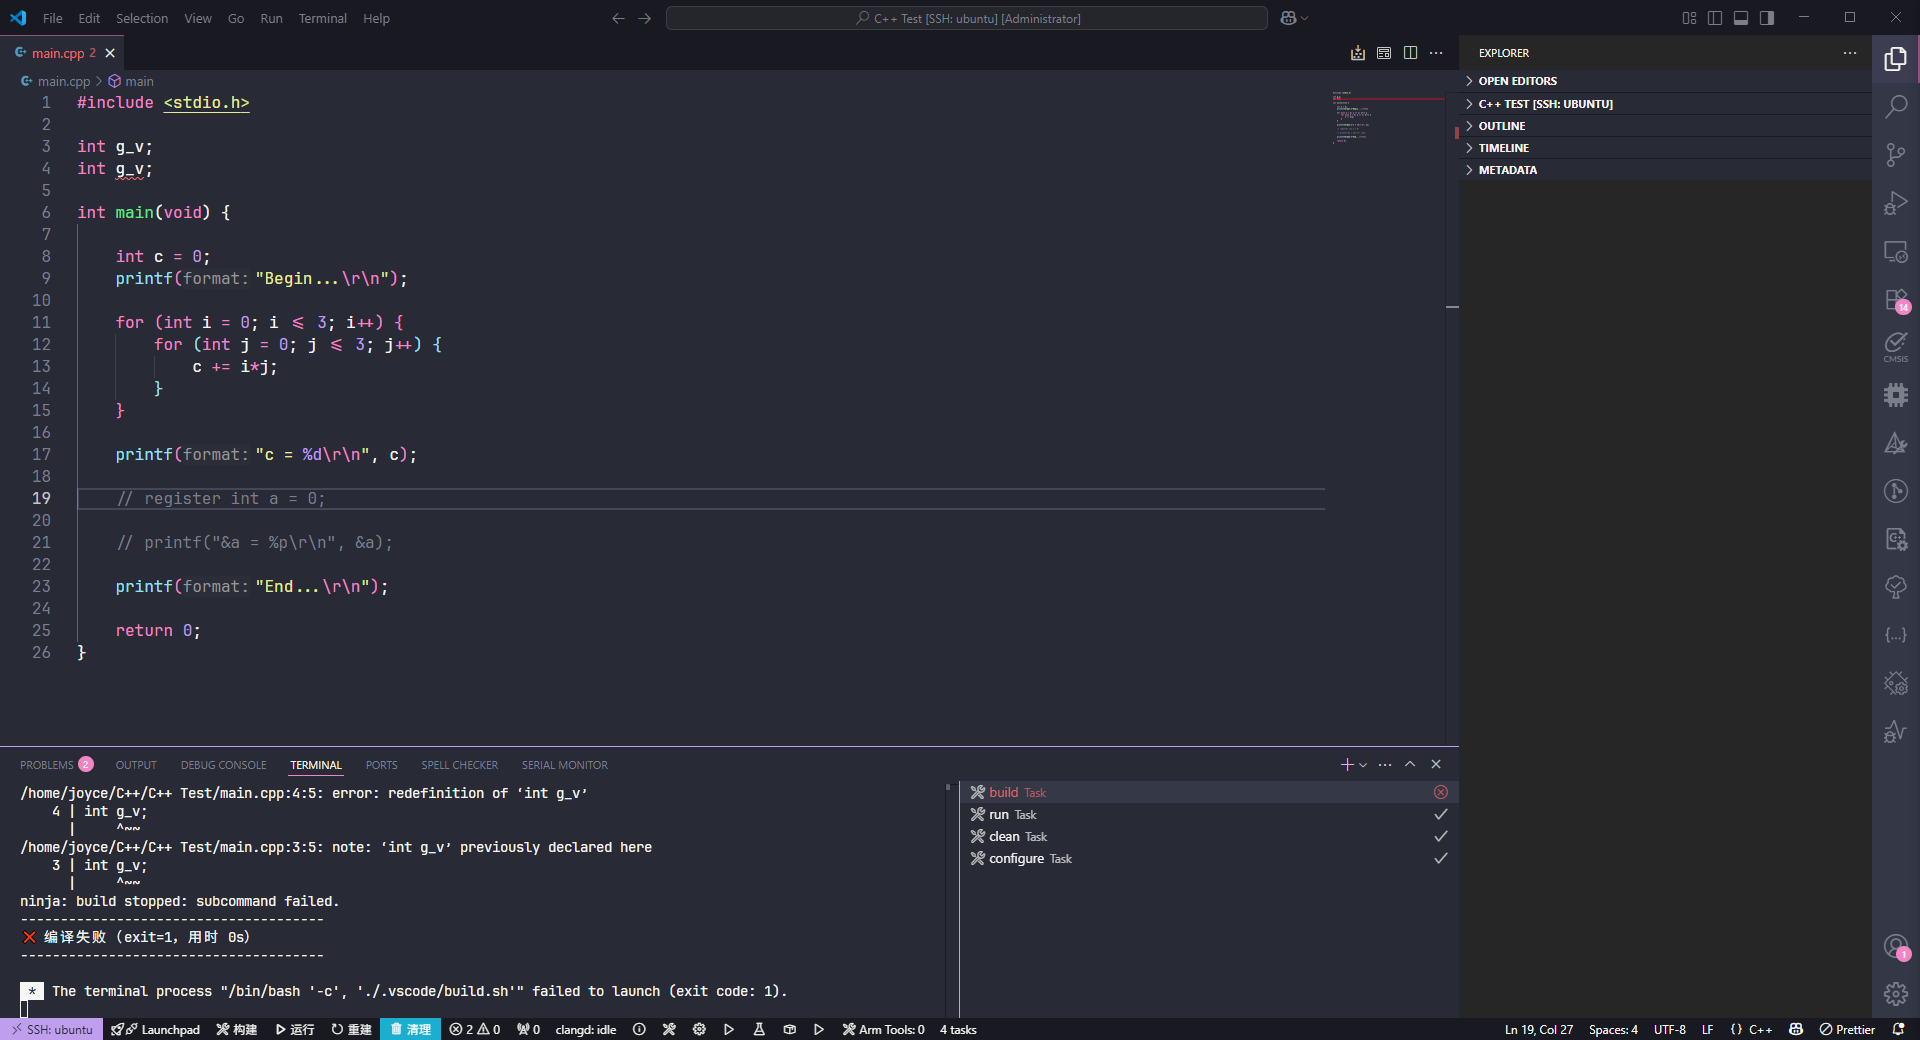 File Edit Selection View Go Run Terminal Help
C++ Test [SSH: ubuntu] [Administrator]
main.cpp 2
main.cpp > main
1 #include <stdio.h>
2
3 int g_v;
4 int g_v;
5
6 int main(void) {
7
8 int c = 0;
9 printf(format: "Begin...\r\n");
10
11 for (int i = 0; i <= 3; i++) {
12 for (int j = 0; j <= 3; j++) {
13 c += i*j;
14 }
15 }
16
17 printf(format: "c = %d\r\n", c);
18
19 // register int a = 0;
20
21 // printf("&a = %p\r\n", &a);
22
23 printf(format: "End...\r\n");
24
25 return 0;
26 }
EXPLORER
OPEN EDITORS
C++ TEST [SSH: UBUNTU]
OUTLINE
TIMELINE
METADATA
14
CMSIS
1
PROBLEMS 2 OUTPUT DEBUG CONSOLE TERMINAL PORTS SPELL CHECKER SERIAL MONITOR
/home/joyce/C++/C++ Test/main.cpp:4:5: error: redefinition of ‘int g_v’
4 | int g_v;
| ^~~
/home/joyce/C++/C++ Test/main.cpp:3:5: note: ‘int g_v’ previously declared here
3 | int g_v;
| ^~~
ninja: build stopped: subcommand failed.
--------------------------------------
❌ 编译失败 (exit=1, 用时 0s)
--------------------------------------
* The terminal process "/bin/bash '-c', './.vscode/build.sh'" failed to launch (exit code: 1).
build Task
run Task
clean Task
configure Task
SSH: ubuntu Launchpad 构建 运行 重建 清理 2 0 0 clangd: idle Arm Tools: 0 4 tasks
Ln 19, Col 27 Spaces: 4 UTF-8 LF {} C++ Prettier